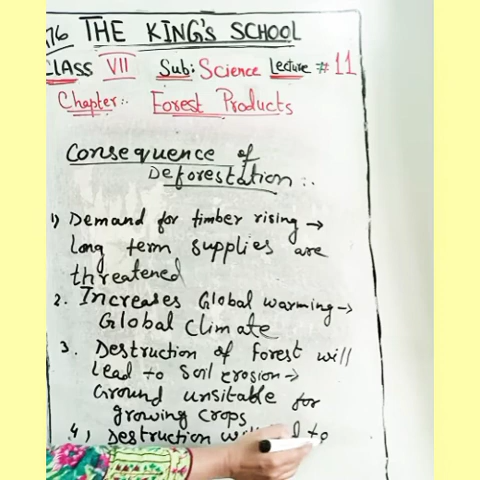 THE KING'S SCHOOL
CLASS VII Sub: Science Lecture # 11
Chapter:. Forest Products
Consequence of
Deforestation:.
1) Demand for timber rising →
long term supplies are
threatened
2. Increases Global warming →
Global Climate
3. Destruction of Forest will
lead to Soil erosion →
Ground unsitable for
growing crops
4) Destruction to